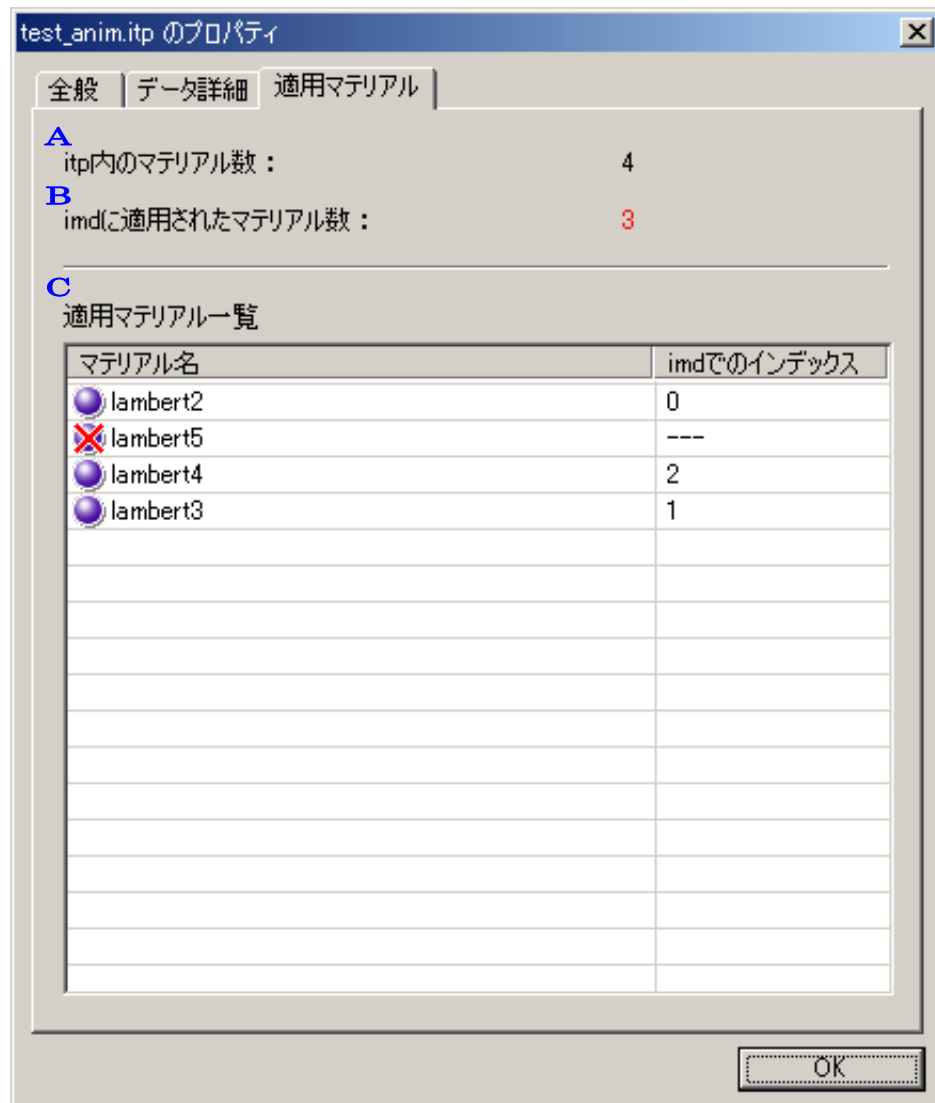 test_anim.itp のプロパティ
全般 データ詳細 適用マテリアル
A
itp内のマテリアル数： 4
B
imdに適用されたマテリアル数： 3
C
適用マテリアル一覧
マテリアル名 imdでのインデックス
lambert2 0
lambert5 ---
lambert4 2
lambert3 1
OK